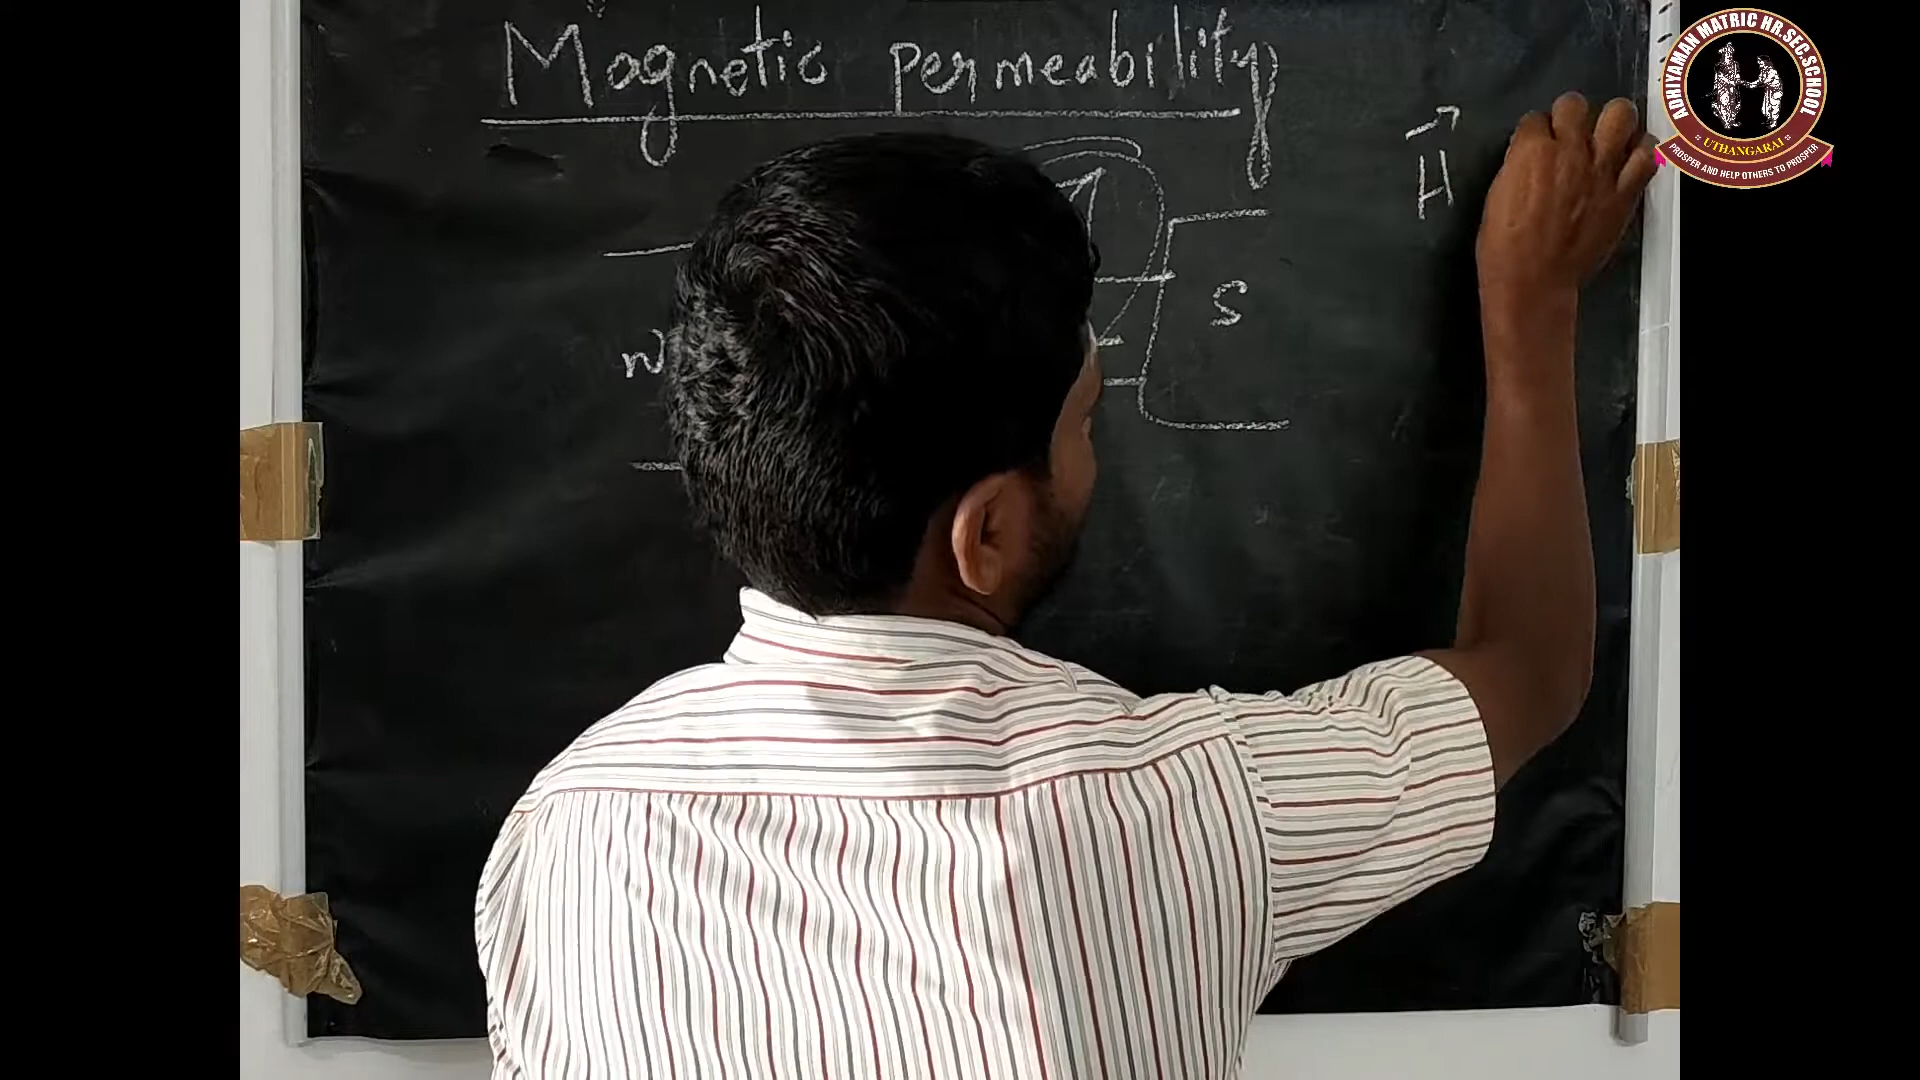 Magnetic permeability
H
S
N
ADHIYAMAN MATRIC HR.SEC.SCHOOL
UTHANGARAI
PROSPER AND HELP OTHERS TO PROSPER